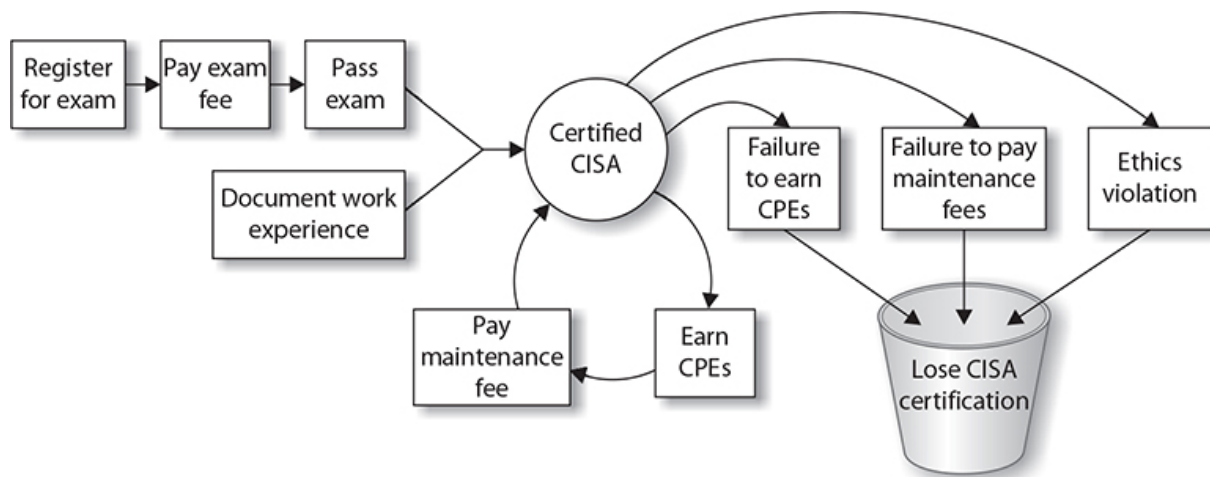 Register
for exam
Pay exam
fee
Pass
exam
Document work
experience
Certified
CISA
Pay
maintenance
fee
Earn
CPEs
Failure
to earn
CPEs
Failure to pay
maintenance
fees
Ethics
violation
Lose CISA
certification